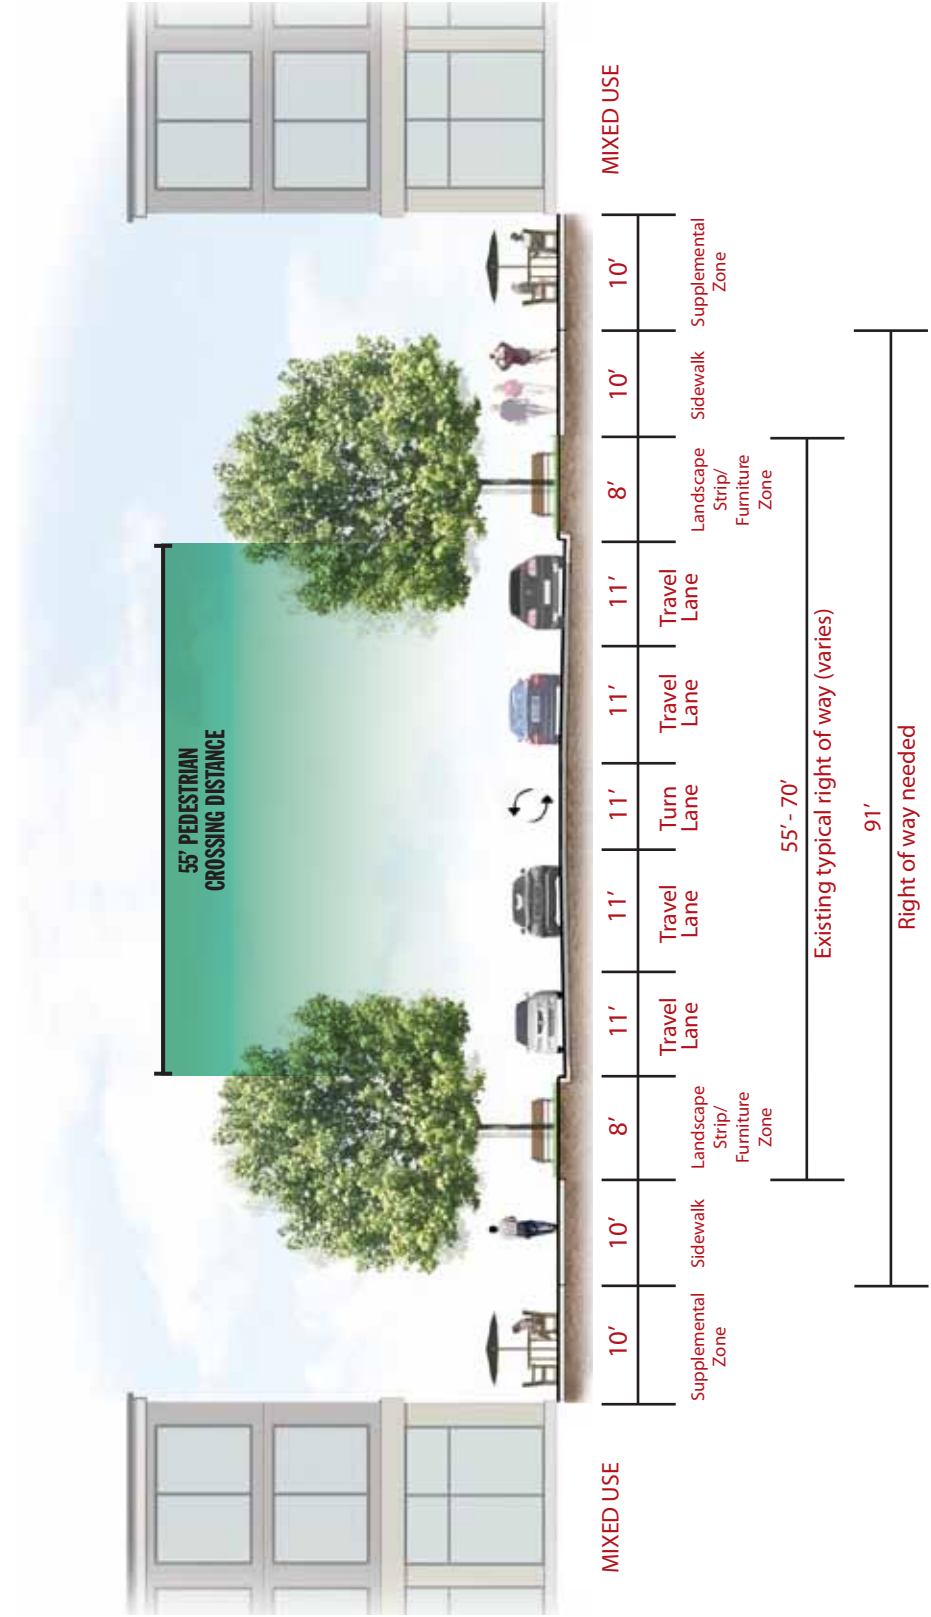 55’ PEDESTRIAN
CROSSING DISTANCE
MIXED USE
10’
10’
8’
11’
11’
11’
11’
11’
8’
10’
10’
MIXED USE
Supplemental
Zone
Sidewalk
Landscape
Strip/
Furniture
Zone
Travel
Lane
Travel
Lane
Turn
Lane
Travel
Lane
Travel
Lane
Landscape
Strip/
Furniture
Zone
Sidewalk
Supplemental
Zone
55’ - 70’
Existing typical right of way (varies)
91’
Right of way needed